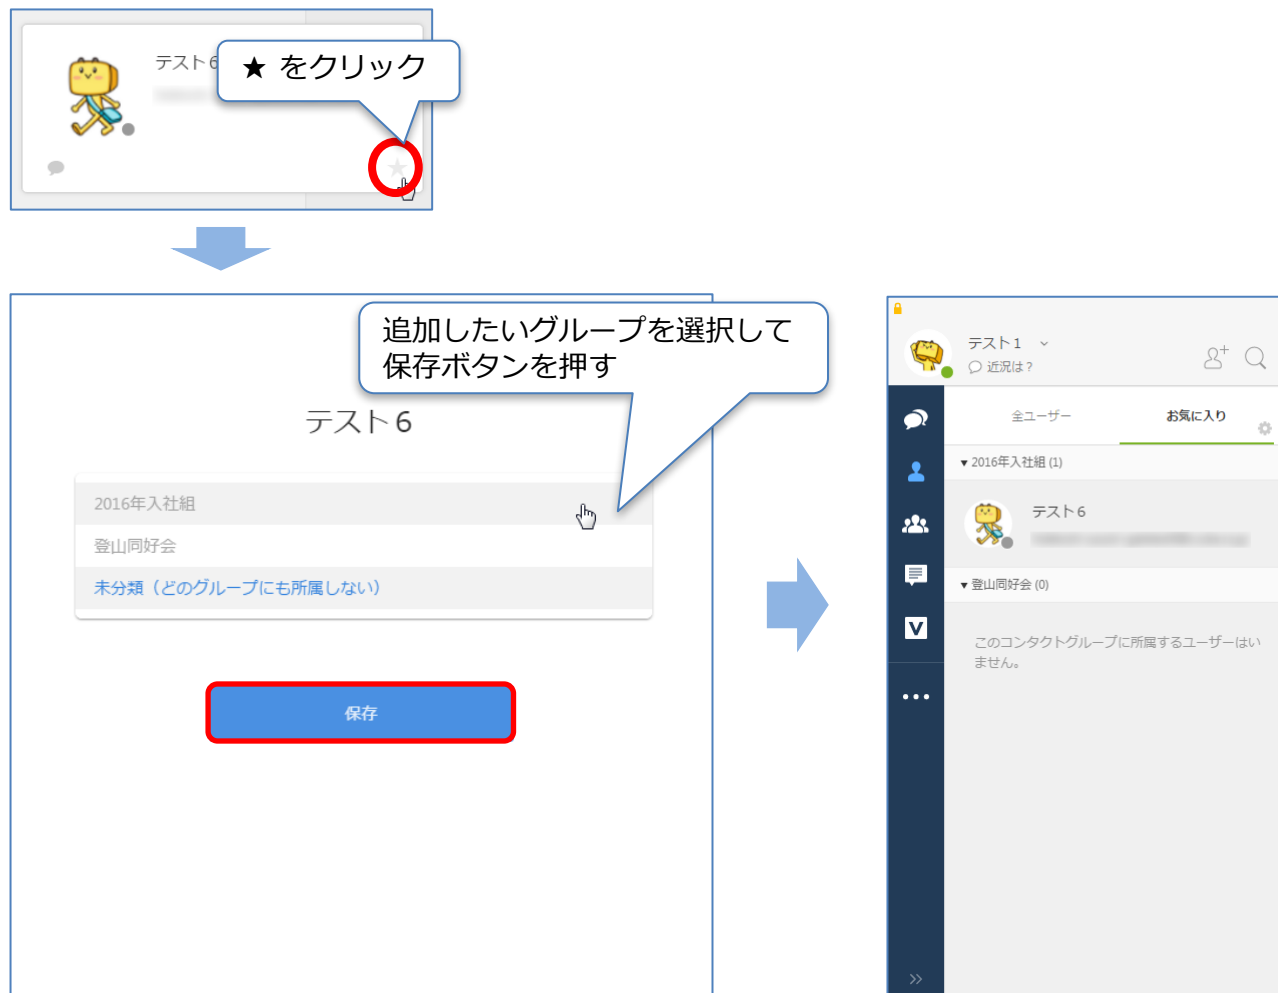 テスト6
★ をクリック
追加したいグループを選択して
保存ボタンを押す
テスト6
2016年入社組
登山同好会
未分類（どのグループにも所属しない）
保存
テスト1
近況は？
全ユーザー
お気に入り
▼2016年入社組 (1)
テスト6
▼登山同好会 (0)
このコンタクトグループに所属するユーザーはい
ません。